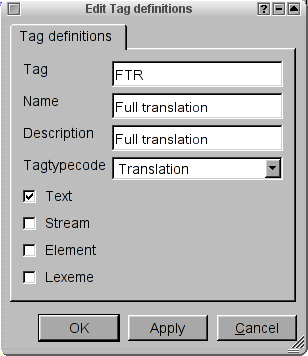 Edit Tag definitions
Tag definitions
Tag FTR
Name Full translation
Description Full translation
Tagtypecode Translation
Text
Stream
Element
Lexeme
OK Apply Cancel